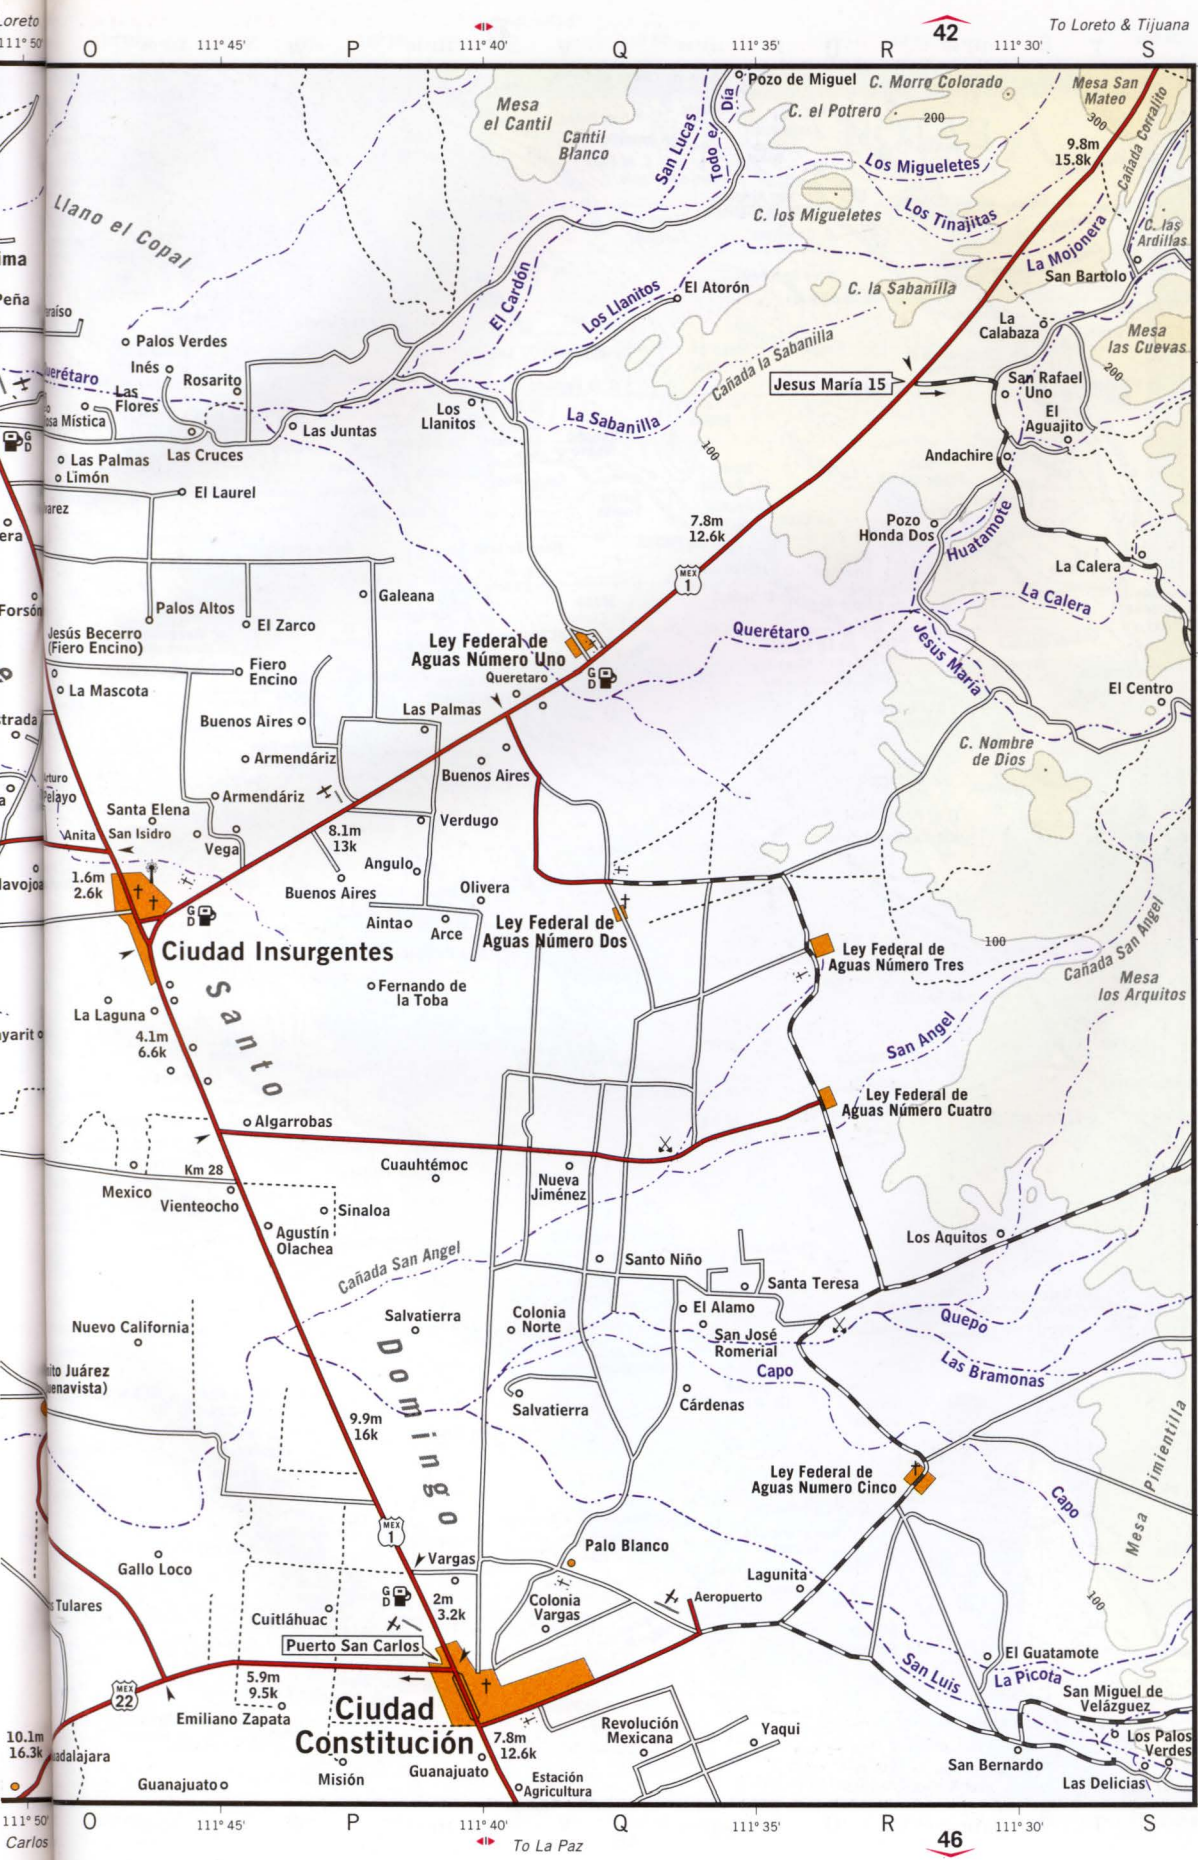 Loreto
42
To Loreto & Tijuana
111° 50'
O
111° 45'
P
111° 40'
Q
111° 35'
R
111° 30'
S
Pozo de Miguel
C. Morro Colorado
Mesa San
Mateo
Mesa
el Cantil
C. el Potrero
200
300
Cantil
Blanco
San Lucas
Todo el Día
9.8m
15.8k
Cañada Corralito
Los Migueletes
Llano el Copal
C. los Migueletes
Los Tinajitas
La Mojonera
C. las
Ardillas
San Bartolo
El Cardón
Los Llanitos
El Atorón
C. la Sabanilla
La
Calabaza
Mesa
las Cuevas
Palos Verdes
Cañada la Sabanilla
200
Inés
Rosarito
Las
Flores
Querétaro
Jesus María 15
San Rafael
Uno
El
Aguajito
Los
Llanitos
La Sabanilla
Las Juntas
Las Cruces
100
Andachire
G
D
Las Palmas
Limón
El Laurel
7.8m
12.6k
Pozo
Honda Dos
Huatamote
La Calera
MEX
1
La Calera
Palos Altos
Galeana
El Zarco
Jesús Becerro
(Fiero Encino)
Ley Federal de
Aguas Número Uno
Querétaro
Jesus María
G
D
Queretaro
Fiero
Encino
La Mascota
El Centro
Las Palmas
Buenos Aires
C. Nombre
de Dios
Armendáriz
Buenos Aires
Arturo
Pelayo
Armendáriz
Santa Elena
Anita
San Isidro
Vega
Verdugo
8.1m
13k
Angulo
1.6m
2.6k
Buenos Aires
Olivera
Ainta
Arce
Ley Federal de
Aguas Número Dos
G
D
Ciudad Insurgentes
Ley Federal de
Aguas Número Tres
100
Cañada San Angel
Mesa
los Arquitos
Santo
Fernando de
la Toba
La Laguna
4.1m
6.6k
San Angel
Ley Federal de
Aguas Número Cuatro
Algarrobas
Cuauhtémoc
Km 28
Nueva
Jiménez
Mexico
Vienteocho
Sinaloa
Agustín
Olachea
Los Aquitos
Cañada San Angel
Santo Niño
Santa Teresa
Nuevo California
Salvatierra
Domingo
Colonia
Norte
El Alamo
San José
Romerial
Quepo
Capo
Las Bramonas
Salvatierra
Cárdenas
9.9m
16k
Ley Federal de
Aguas Numero Cinco
Capo
Mesa Pimientilla
MEX
1
Gallo Loco
Vargas
Palo Blanco
Lagunita
G
D
2m
3.2k
Aeropuerto
100
Tulares
Cuitláhuac
Colonia
Vargas
Puerto San Carlos
El Guatamote
San Luis
La Picota
MEX
22
5.9m
9.5k
San Miguel de
Velázguez
Emiliano Zapata
Ciudad
Constitución
7.8m
12.6k
Revolución
Mexicana
Yaqui
Los Palos
Verdes
10.1m
16.3k
Misión
Guanajuato
San Bernardo
Guanajuato
Estación
Agricultura
Las Delicias
111° 50'
O
111° 45'
P
111° 40'
Q
111° 35'
R
111° 30'
S
Carlos
To La Paz
46